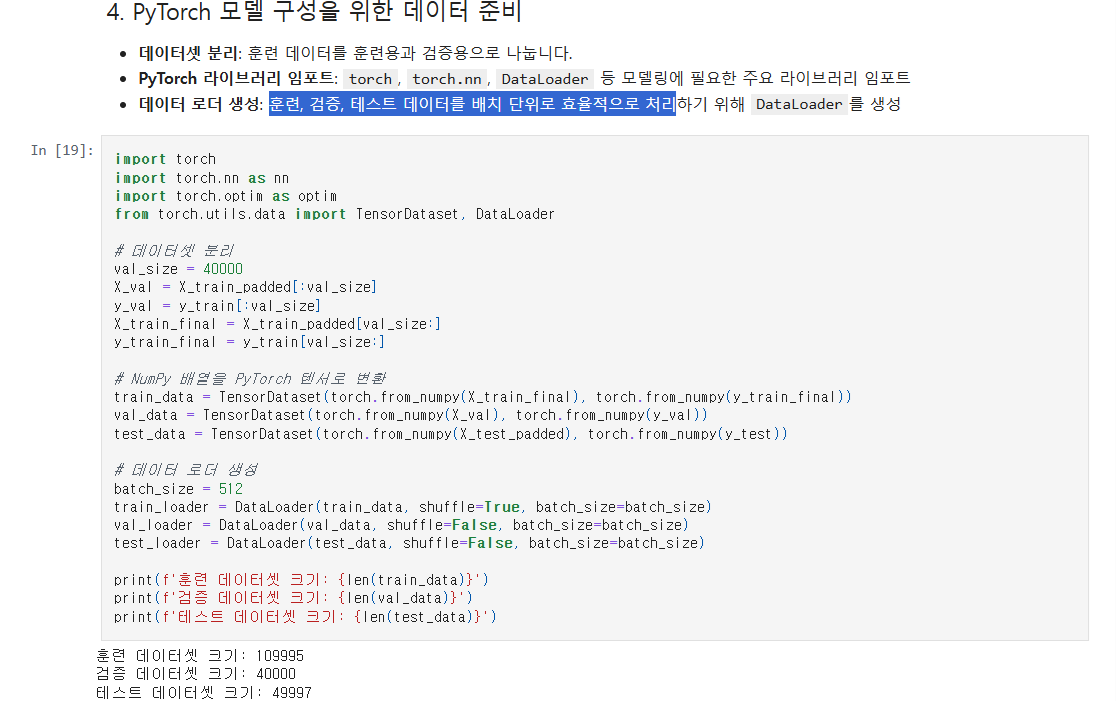 4. PyTorch 모델 구성을 위한 데이터 준비
• 데이터셋 분리: 훈련 데이터를 훈련용과 검증용으로 나눕니다.
• PyTorch 라이브러리 임포트: torch, torch.nn, DataLoader 등 모델링에 필요한 주요 라이브러리 임포트
• 데이터 로더 생성: 훈련, 검증, 테스트 데이터를 배치 단위로 효율적으로 처리하기 위해 DataLoader를 생성
In [19]:
import torch
import torch.nn as nn
import torch.optim as optim
from torch.utils.data import TensorDataset, DataLoader
# 데이터셋 분리
val_size = 40000
X_val = X_train_padded[:val_size]
y_val = y_train[:val_size]
X_train_final = X_train_padded[val_size:]
y_train_final = y_train[val_size:]
# NumPy 배열을 PyTorch 텐서로 변환
train_data = TensorDataset(torch.from_numpy(X_train_final), torch.from_numpy(y_train_final))
val_data = TensorDataset(torch.from_numpy(X_val), torch.from_numpy(y_val))
test_data = TensorDataset(torch.from_numpy(X_test_padded), torch.from_numpy(y_test))
# 데이터 로더 생성
batch_size = 512
train_loader = DataLoader(train_data, shuffle=True, batch_size=batch_size)
val_loader = DataLoader(val_data, shuffle=False, batch_size=batch_size)
test_loader = DataLoader(test_data, shuffle=False, batch_size=batch_size)
print(f'훈련 데이터셋 크기: {len(train_data)}')
print(f'검증 데이터셋 크기: {len(val_data)}')
print(f'테스트 데이터셋 크기: {len(test_data)}')
훈련 데이터셋 크기: 109995
검증 데이터셋 크기: 40000
테스트 데이터셋 크기: 49997